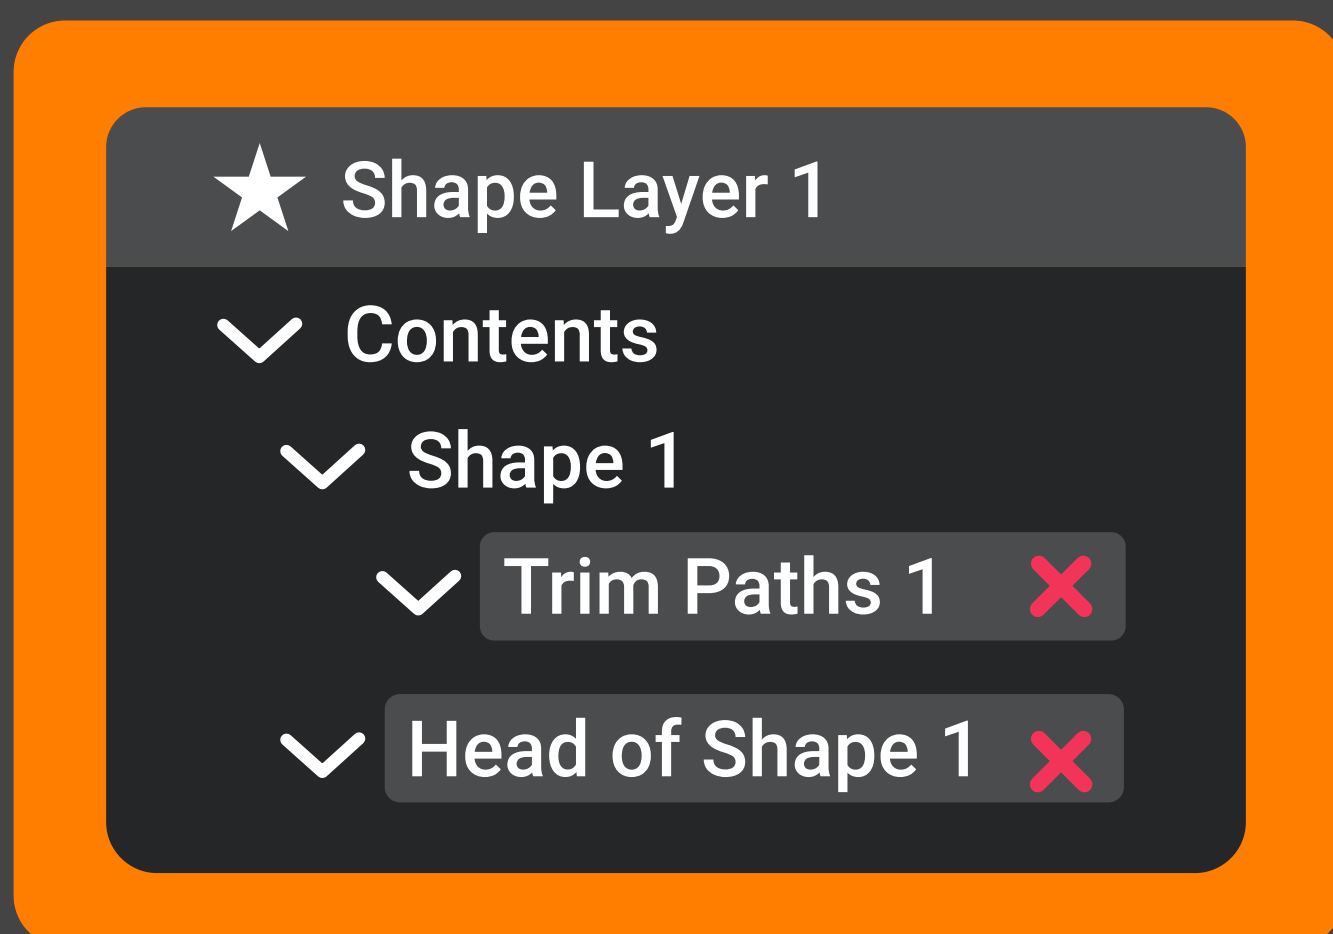 Shape Layer 1
Contents
Shape 1
Trim Paths 1
Head of Shape 1